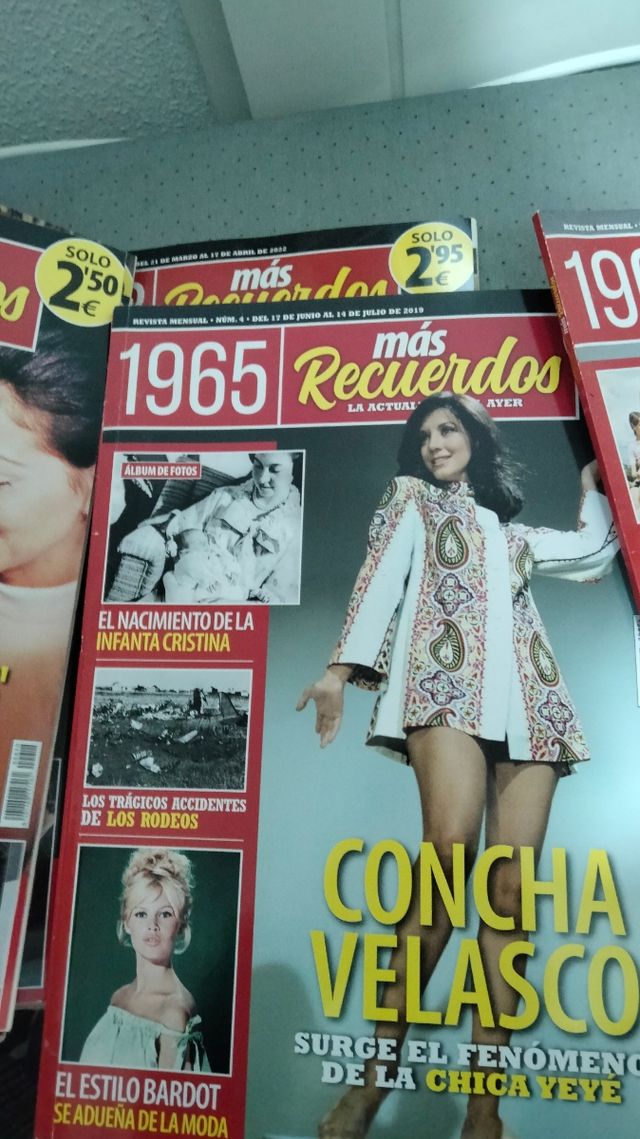 SOLO
2'50
€
DEL 21 DE MARZO AL 17 DE ABRIL DE 2022
más
Recuerdos
SOLO
2'95
€
REVISTA MENSUAL •
REVISTA MENSUAL • NÚM. 4 • DEL 17 DE JUNIO AL 14 DE JULIO DE 2019
1965
más
Recuerdos
LA AYER
ÁLBUM DE FOTOS
EL NACIMIENTO DE LA
INFANTA CRISTINA
LOS TRÁGICOS ACCIDENTES
DE LOS RODEOS
EL ESTILO BARDOT
SE ADUEÑA DE LA MODA
CONCHA
VELASCO
SURGE EL FENÓMENO
DE LA CHICA YEYÉ